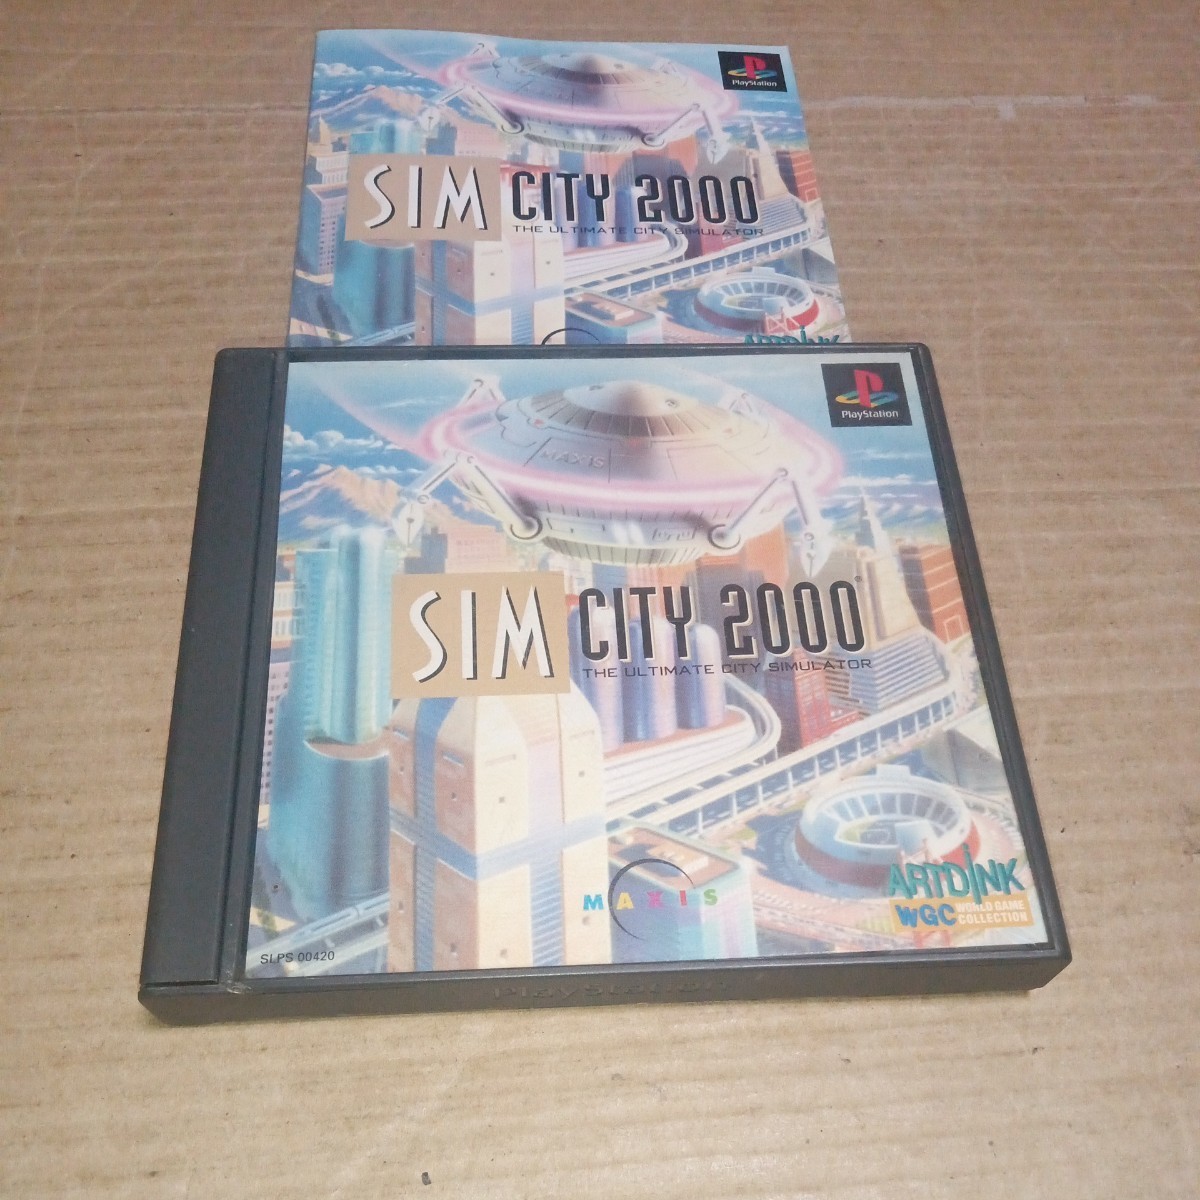 PlayStation
SIM CITY 2000
THE ULTIMATE CITY SIMULATOR
ARTDINK
PlayStation
MAXIS
SIM CITY 2000®
THE ULTIMATE CITY SIMULATOR
MAXIS
ARTDINK
WGC WORLD GAME COLLECTION
SLPS 00420
PlayStation